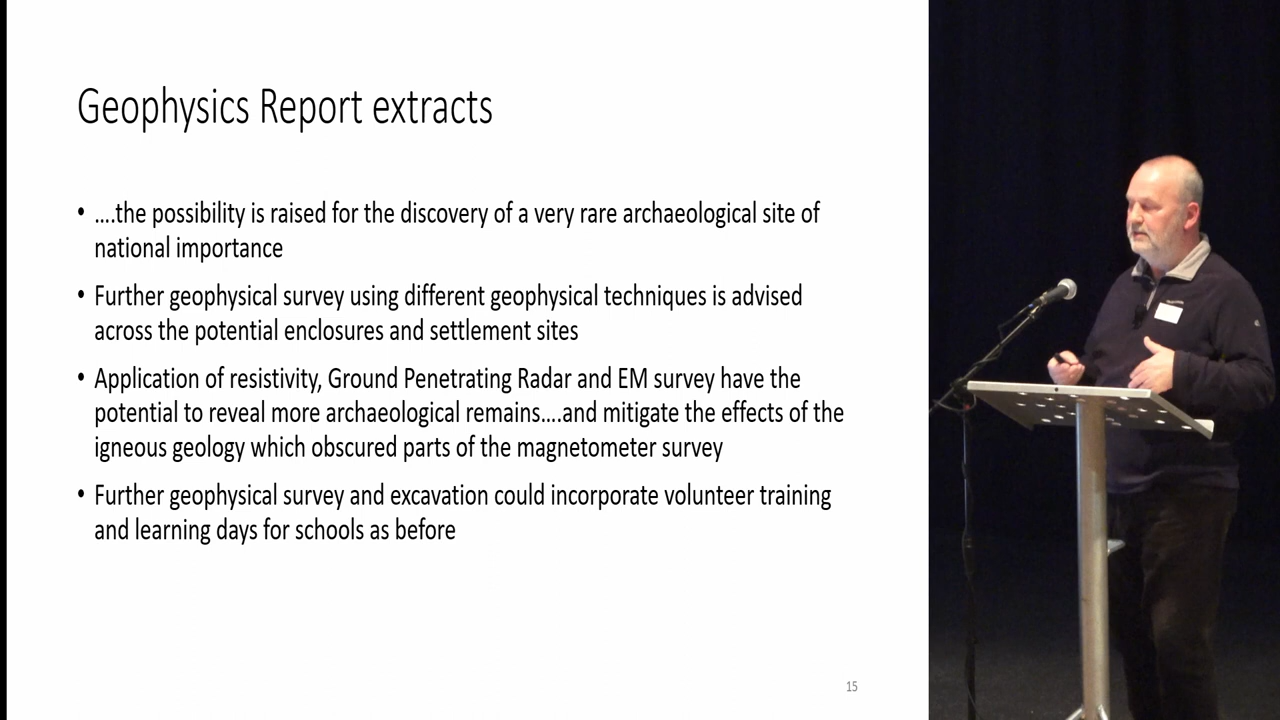 Geophysics Report extracts
• ....the possibility is raised for the discovery of a very rare archaeological site of
national importance
• Further geophysical survey using different geophysical techniques is advised
across the potential enclosures and settlement sites
• Application of resistivity, Ground Penetrating Radar and EM survey have the
potential to reveal more archaeological remains....and mitigate the effects of the
igneous geology which obscured parts of the magnetometer survey
• Further geophysical survey and excavation could incorporate volunteer training
and learning days for schools as before
15